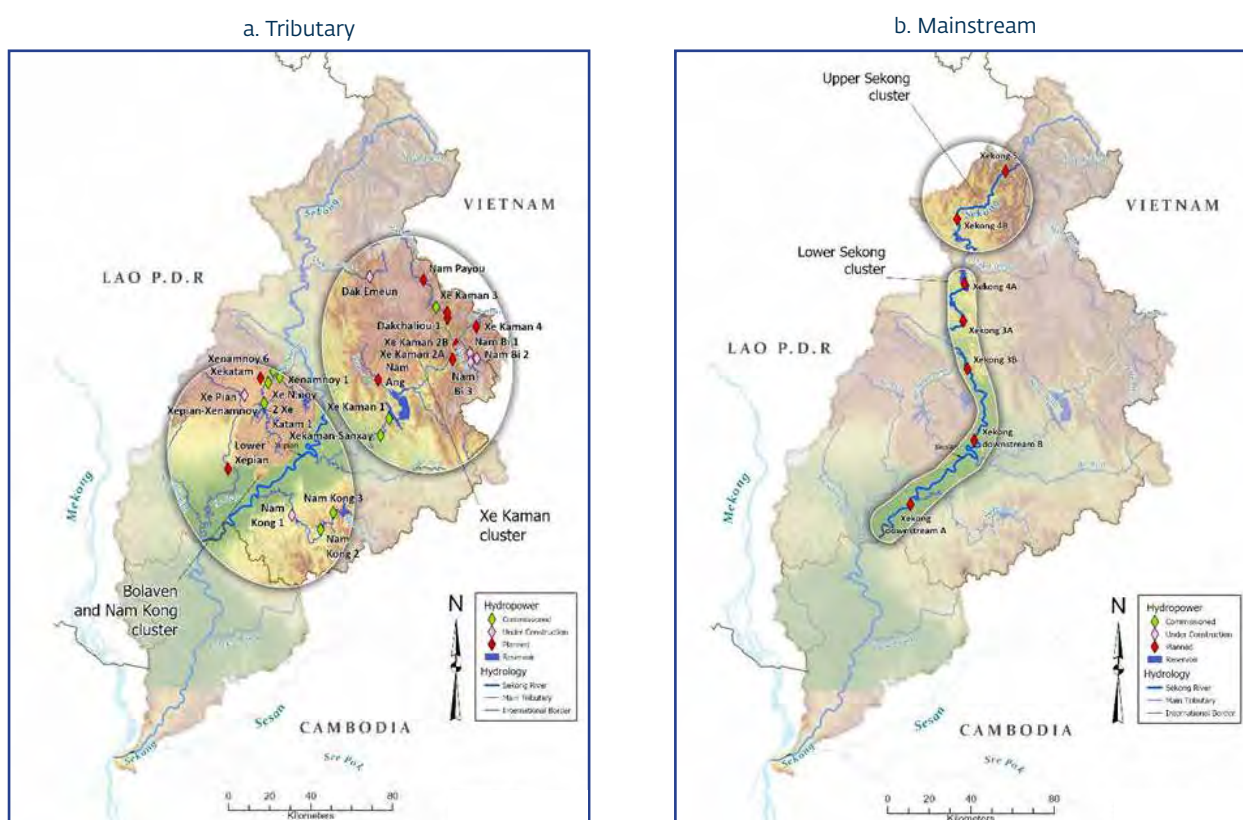 a. Tributary
Sekong
VIETNAM
LAO P.D.R
Dak Emeun
Nam Payou
Xe Kaman 3
Dakchaliou 1
Xe Kaman 4
Xe Kaman 2B
Nam Bi 1
Xe Kaman 2A
Nam Bi 2
Nam
Ang
Nam
Bi 3
Xe Kaman 1
Xekaman-Sanxay
Xenamnoy 6
Xekatam
Xenamnoy 1
Xe Pian
Xe Namnoy
Xepian-Xenamnoy
2 Xe
Katam 1
Lower
Xepian
Nam Kong 3
Nam
Kong 1
Nam
Kong 2
Xe Kaman
cluster
Mekong
Bolaven
and Nam Kong
cluster
N
Hydropower
Commissioned
Under Construction
Planned
Reservoir
Hydrology
Sekong River
Main Tributary
International Border
Sesan
CAMBODIA
Sre Pok
Sekong
0 20 40 80
Kilometers
b. Mainstream
Upper Sekong
cluster
Xekong 5
VIETNAM
Sekong
Xekong 4B
Lower Sekong
cluster
Xekong 4A
LAO P.D.R
Xekong 3A
Xekong 3B
Xekong
downstream B
Xekong
downstream A
Mekong
N
Hydropower
Commissioned
Under Construction
Planned
Reservoir
Hydrology
Sekong River
Main Tributary
International Border
Sesan
CAMBODIA
Sre Pok
Sekong
0 20 40 80
Kilometers